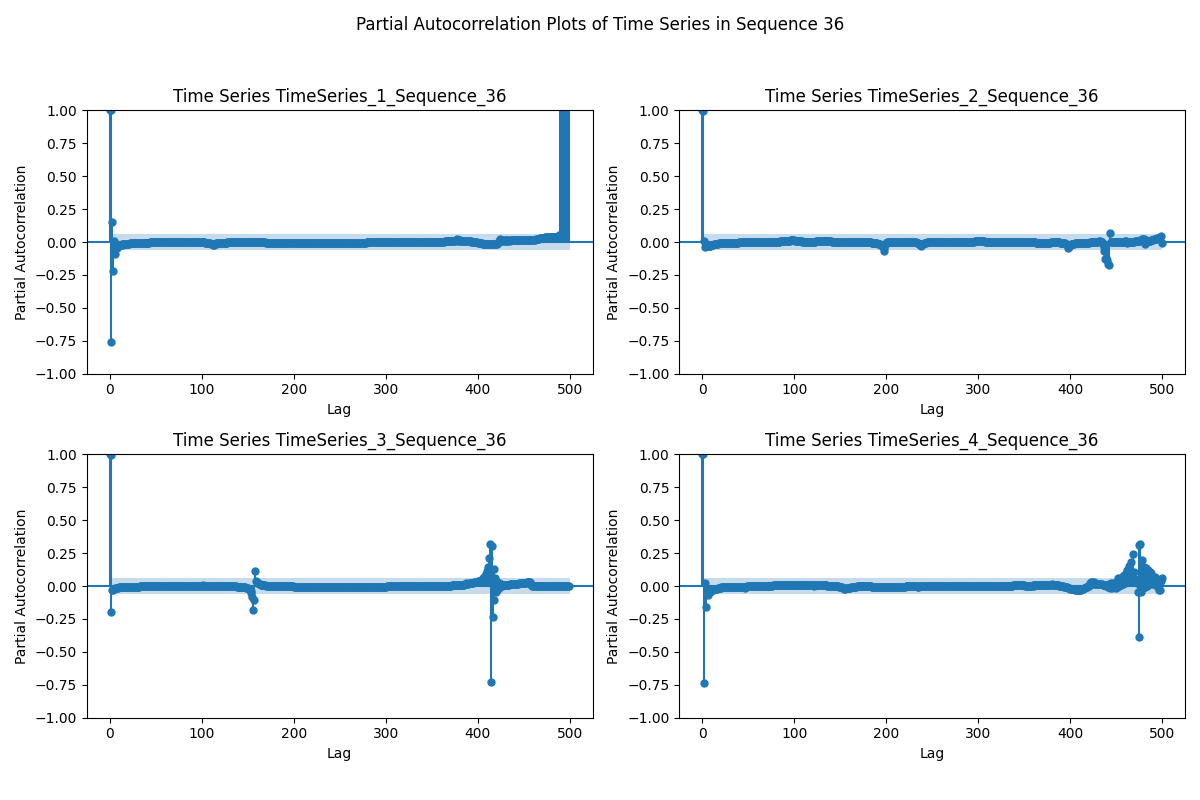 Partial Autocorrelation Plots of Time Series in Sequence 36
Time Series TimeSeries_1_Sequence_36
1.00
0.75
0.50
0.25
0.00
−0.25
−0.50
−0.75
−1.00
Partial Autocorrelation
0 100 200 300 400 500
Lag
Time Series TimeSeries_2_Sequence_36
1.00
0.75
0.50
0.25
0.00
−0.25
−0.50
−0.75
−1.00
Partial Autocorrelation
0 100 200 300 400 500
Lag
Time Series TimeSeries_3_Sequence_36
1.00
0.75
0.50
0.25
0.00
−0.25
−0.50
−0.75
−1.00
Partial Autocorrelation
0 100 200 300 400 500
Lag
Time Series TimeSeries_4_Sequence_36
1.00
0.75
0.50
0.25
0.00
−0.25
−0.50
−0.75
−1.00
Partial Autocorrelation
0 100 200 300 400 500
Lag